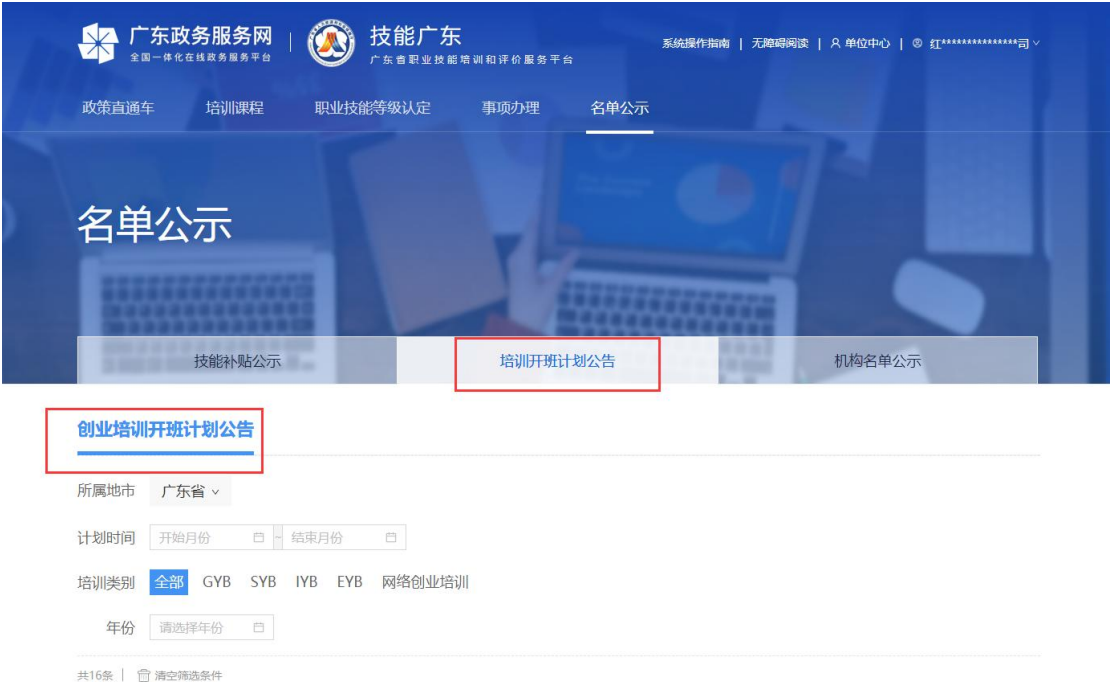 广东政务服务网
全国一体化在线政务服务平台
技能广东
广东省职业技能培训和评价服务平台
系统操作指南 | 无障碍阅读 | 单位中心 | 红***************司
政策直通车 培训课程 职业技能等级认定 事项办理 名单公示
名单公示
技能补贴公示 培训开班计划公告 机构名单公示
创业培训开班计划公告
所属地市 广东省
计划时间 开始月份 ~ 结束月份
培训类别 全部 GYB SYB IYB EYB 网络创业培训
年份 请选择年份
共16条 | 清空筛选条件